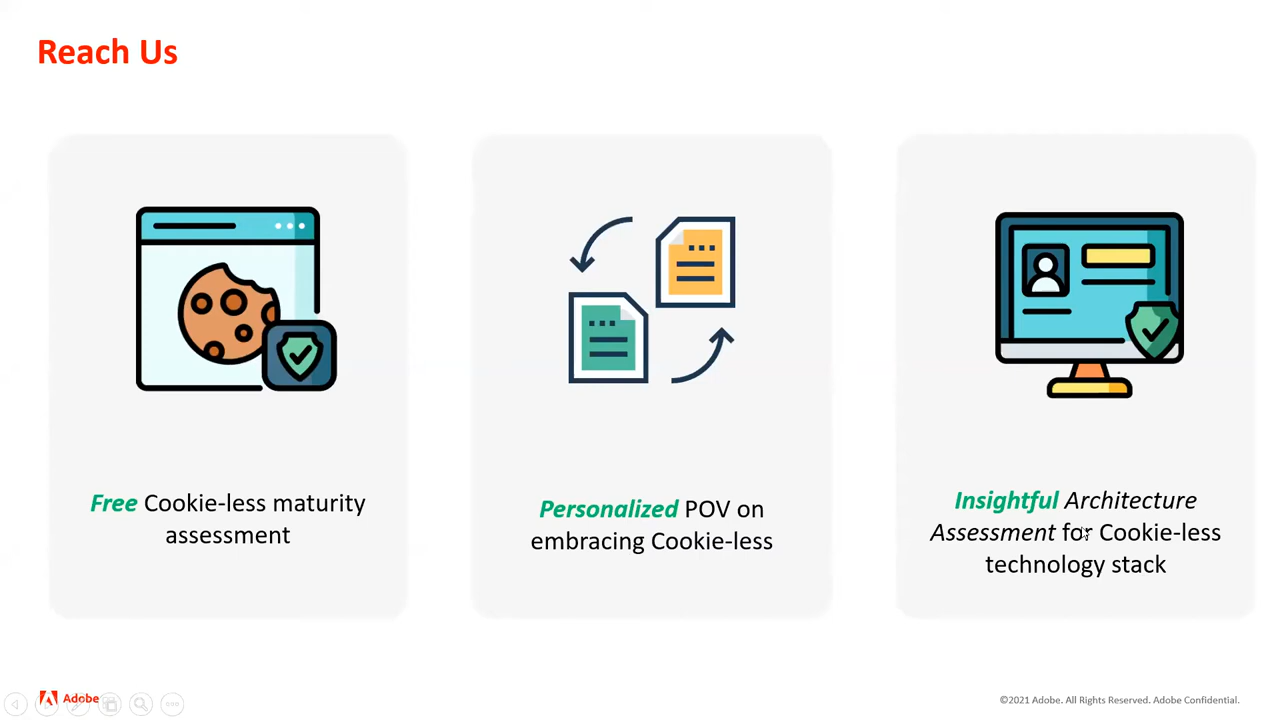 Reach Us
Free Cookie-less maturity
assessment
Personalized POV on
embracing Cookie-less
Insightful Architecture
Assessment for Cookie-less
technology stack
Adobe
©2021 Adobe. All Rights Reserved. Adobe Confidential.